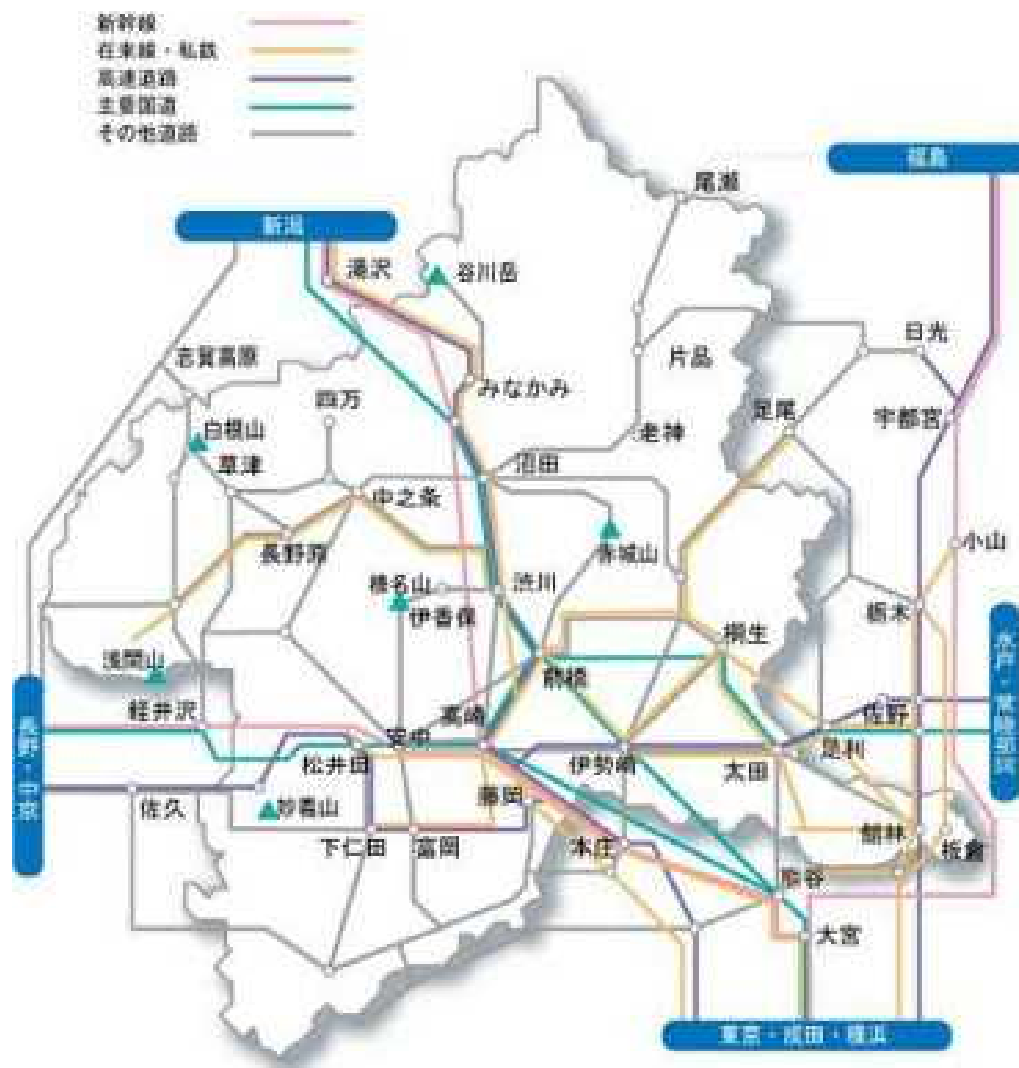 新幹線
在来線・私鉄
高速道路
主要国道
その他道路
福島
尾瀬
新潟
湯沢
谷川岳
日光
志賀高原
片品
みなかみ
四万
足尾
宇都宮
白根山
老神
草津
沼田
中之条
長野原
赤城山
小山
榛名山
渋川
伊香保
栃木
桐生
浅間山
前橋
水戸・常陸那珂
軽井沢
高崎
佐野
安中
足利
松井田
伊勢崎
太田
長野・中京
佐久
妙義山
藤岡
下仁田
富岡
本庄
館林
板倉
熊谷
大宮
東京・成田・横浜